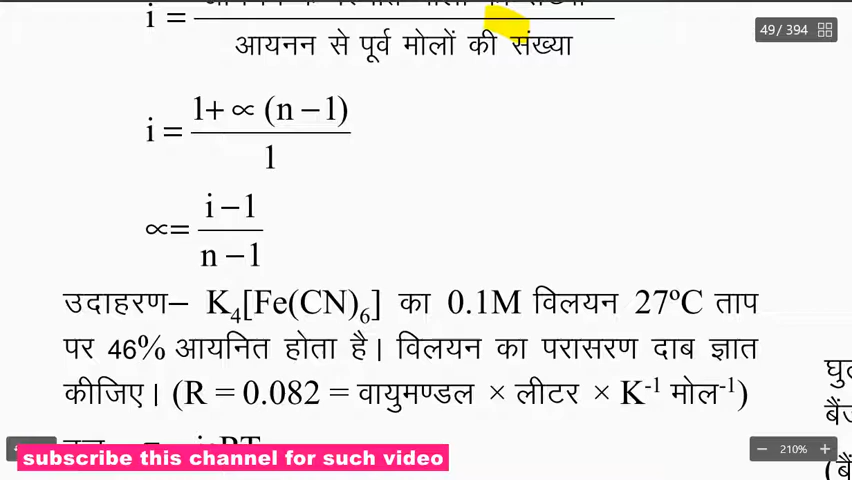 i =
आयनन से पूर्व मोलों की संख्या
49 / 394
i = 1+ ∝ (n − 1) / 1
∝= i − 1 / n − 1
उदाहरण– K₄[Fe(CN)₆] का 0.1M विलयन 27ºC ताप
पर 46% आयनित होता है। विलयन का परासरण दाब ज्ञात
कीजिए। (R = 0.082 = वायुमण्डल × लीटर × K⁻¹ मोल⁻¹)
subscribe this channel for such video
210%